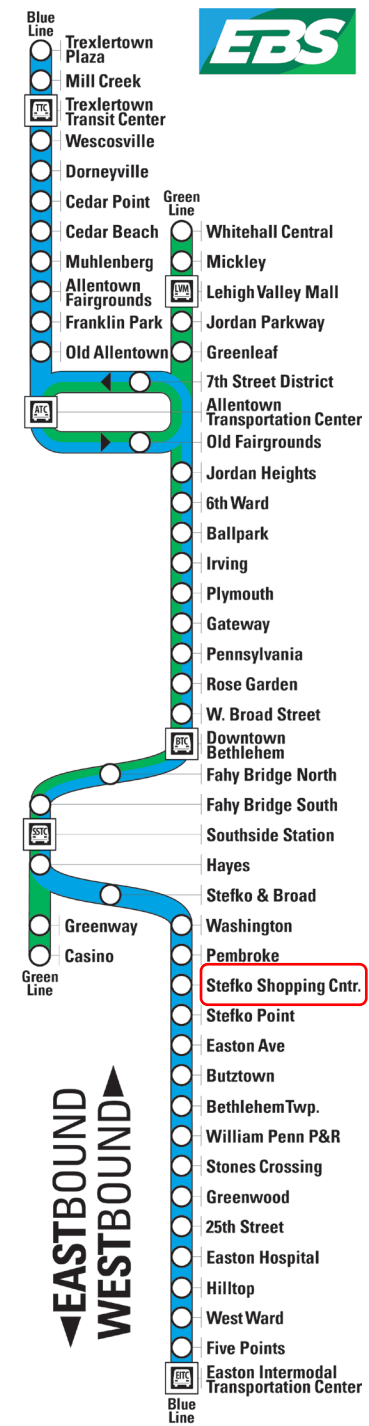 Blue
Line
EBS
Trexlertown
Plaza
Mill Creek
TTC
Trexlertown
Transit Center
Wescosville
Dorneyville
Cedar Point
Green
Line
Cedar Beach
Whitehall Central
Muhlenberg
Mickley
Allentown
Fairgrounds
LVM
Lehigh Valley Mall
Franklin Park
Jordan Parkway
Old Allentown
Greenleaf
7th Street District
ATC
Allentown
Transportation Center
Old Fairgrounds
Jordan Heights
6th Ward
Ballpark
Irving
Plymouth
Gateway
Pennsylvania
Rose Garden
W. Broad Street
BTC
Downtown
Bethlehem
Fahy Bridge North
Fahy Bridge South
SSTC
Southside Station
Hayes
Stefko & Broad
Greenway
Washington
Casino
Pembroke
Green
Line
Stefko Shopping Cntr.
Stefko Point
Easton Ave
Butztown
Bethlehem Twp.
William Penn P&R
Stones Crossing
Greenwood
25th Street
Easton Hospital
Hilltop
West Ward
Five Points
EITC
Easton Intermodal
Transportation Center
Blue
Line
EASTBOUND
WESTBOUND